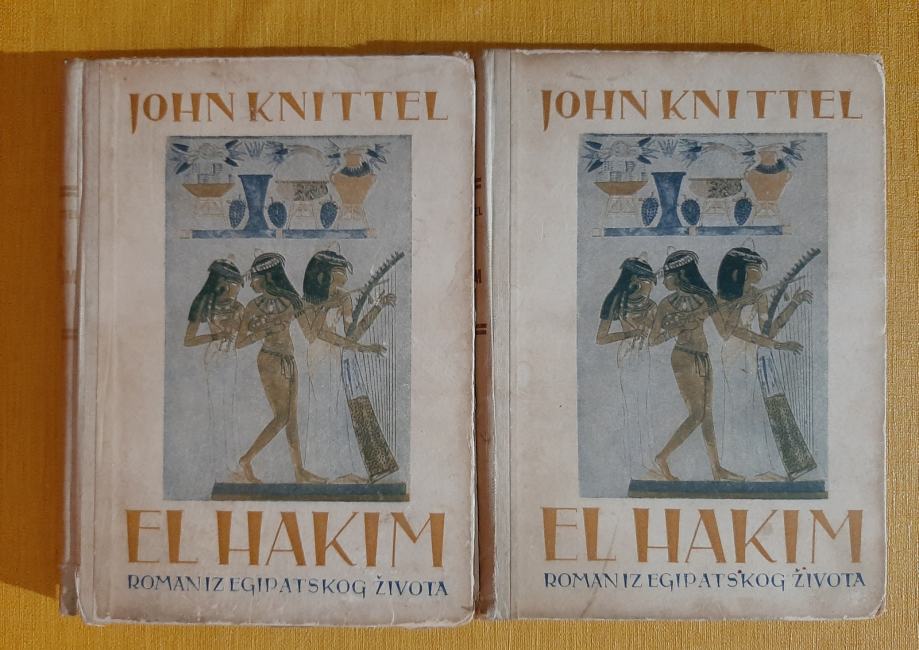 JOHN KNITTEL
EL HAKIM
ROMAN IZ EGIPATSKOG ŽIVOTA
JOHN KNITTEL
EL HAKIM
ROMAN IZ EGIPATSKOG ŽIVOTA